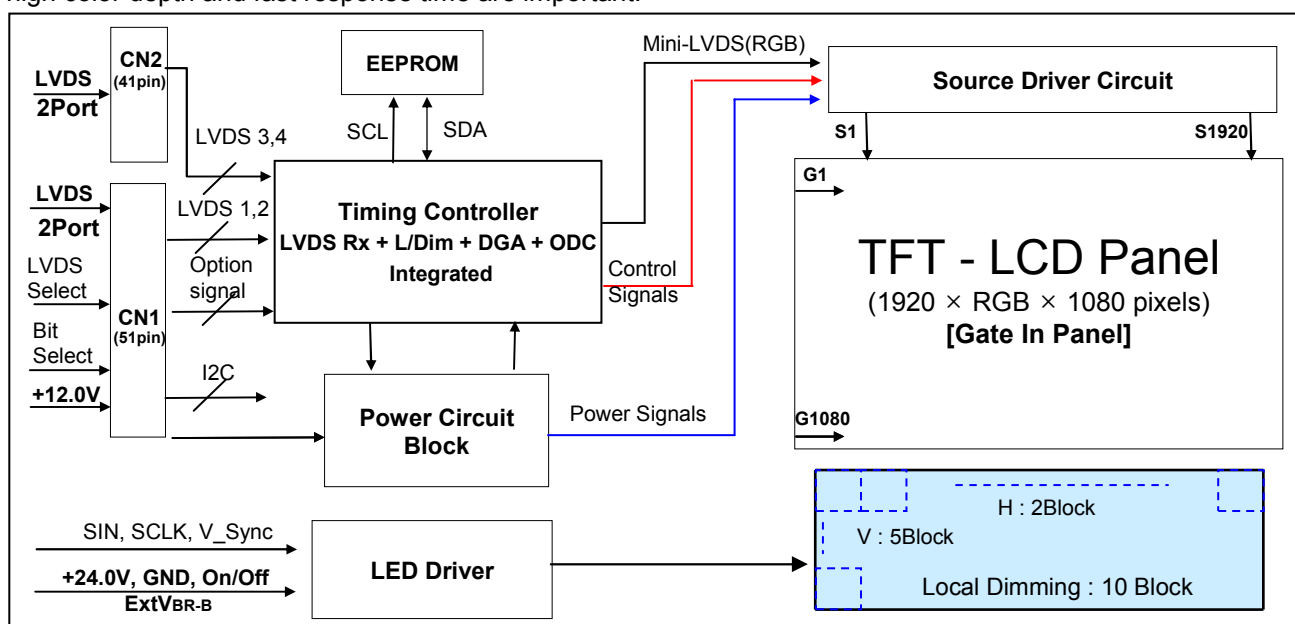 high color depth and fast response time are important.
CN2
(41pin)
LVDS
2Port
EEPROM
SCL
SDA
LVDS 3,4
Mini-LVDS(RGB)
Source Driver Circuit
S1
S1920
LVDS
2Port
LVDS
Select
Bit
Select
+12.0V
CN1
(51pin)
LVDS 1,2
Option
signal
I2C
Timing Controller
LVDS Rx + L/Dim + DGA + ODC
Integrated
Control
Signals
Power Circuit
Block
Power Signals
G1
TFT - LCD Panel
(1920 × RGB × 1080 pixels)
[Gate In Panel]
G1080
SIN, SCLK, V_Sync
+24.0V, GND, On/Off
ExtVBR-B
LED Driver
H : 2Block
V : 5Block
Local Dimming : 10 Block